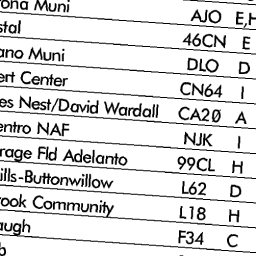 ona Muni AJO E,H
stal 46CN E
ano Muni DLO D
ert Center CN64 I
es Nest/David Wardall CA20 A
entro NAF NJK I
rage Fld Adelanto 99CL H
ills-Buttonwillow L62 D
ook Community L18 H
augh F34 C